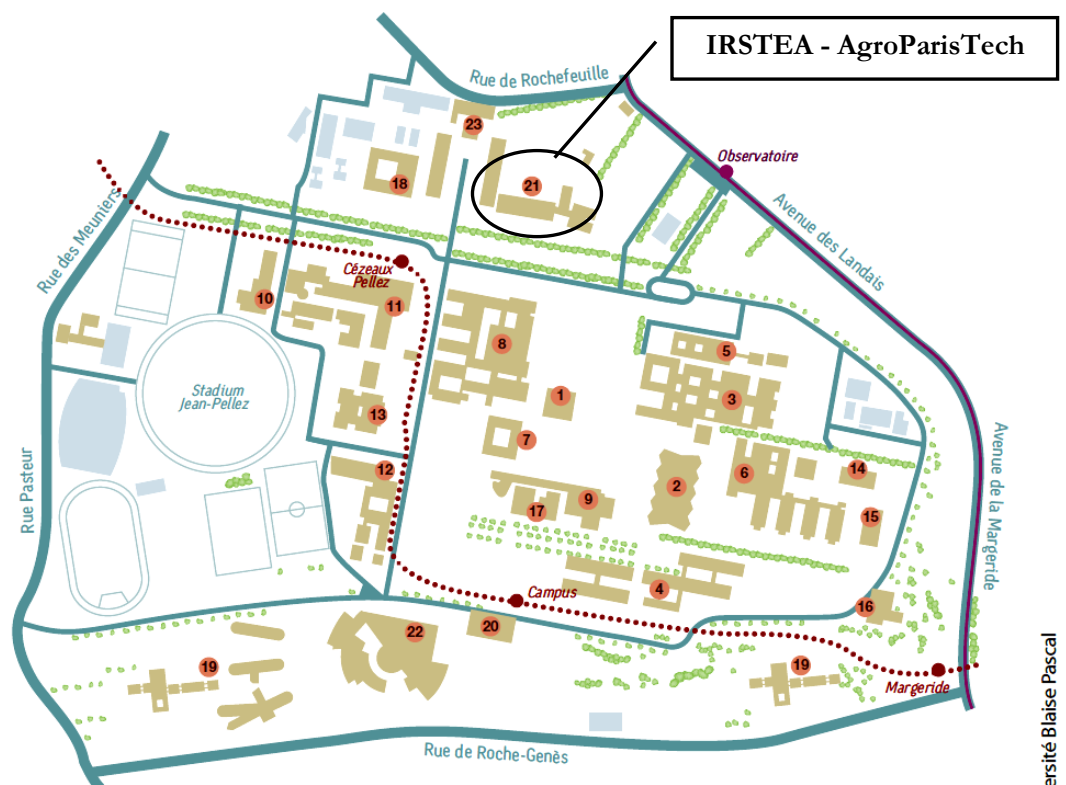 IRSTEA - AgroParisTech
Rue de Rochefeuille
23
Observatoire
18
21
Rue des Meuniers
Avenue des Landais
Cézeaux
Pellez
10
11
8
5
Stadium
Jean-Pellez
1
3
13
7
Avenue de la Margeride
12
6
14
2
9
17
15
Rue Pasteur
4
Campus
16
20
22
19
19
Margeride
Rue de Roche-Genès
ersité Blaise Pascal